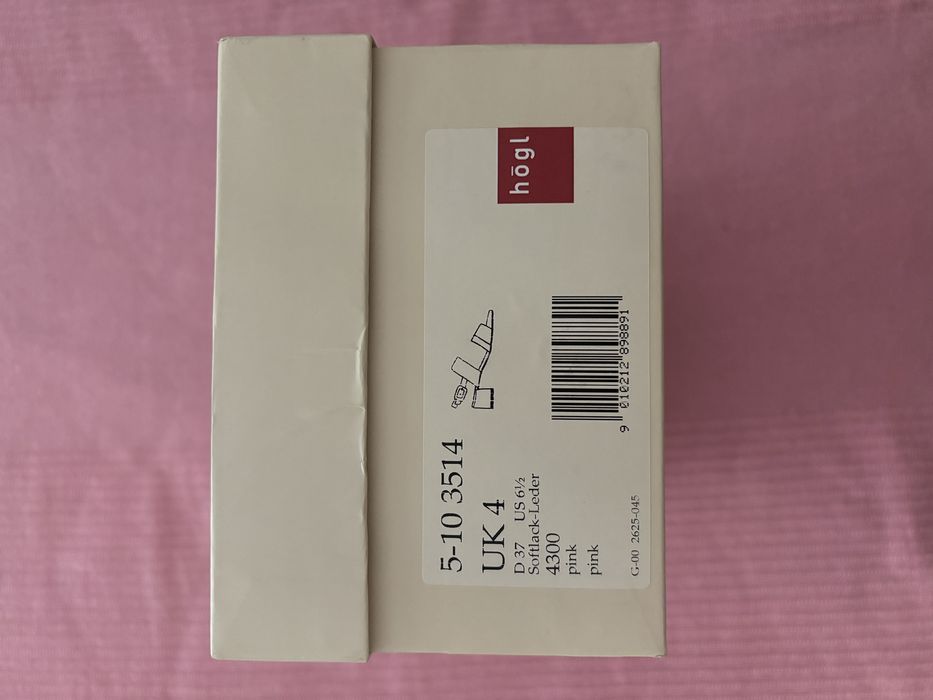 5-10 3514
UK 4
D 37 US 6½
Softlack-Leder
4300
pink
pink
G-00 2625-045
9 010212 898891
högl